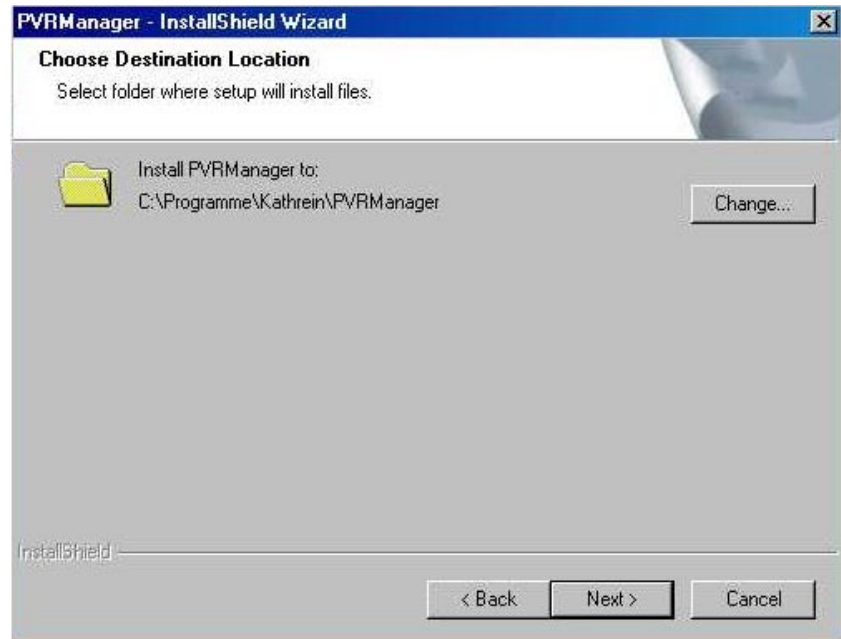 PVRManager - InstallShield Wizard
Choose Destination Location
Select folder where setup will install files.
Install PVRManager to:
C:\Programme\Kathrein\PVRManager
Change...
InstallShield
< Back
Next >
Cancel